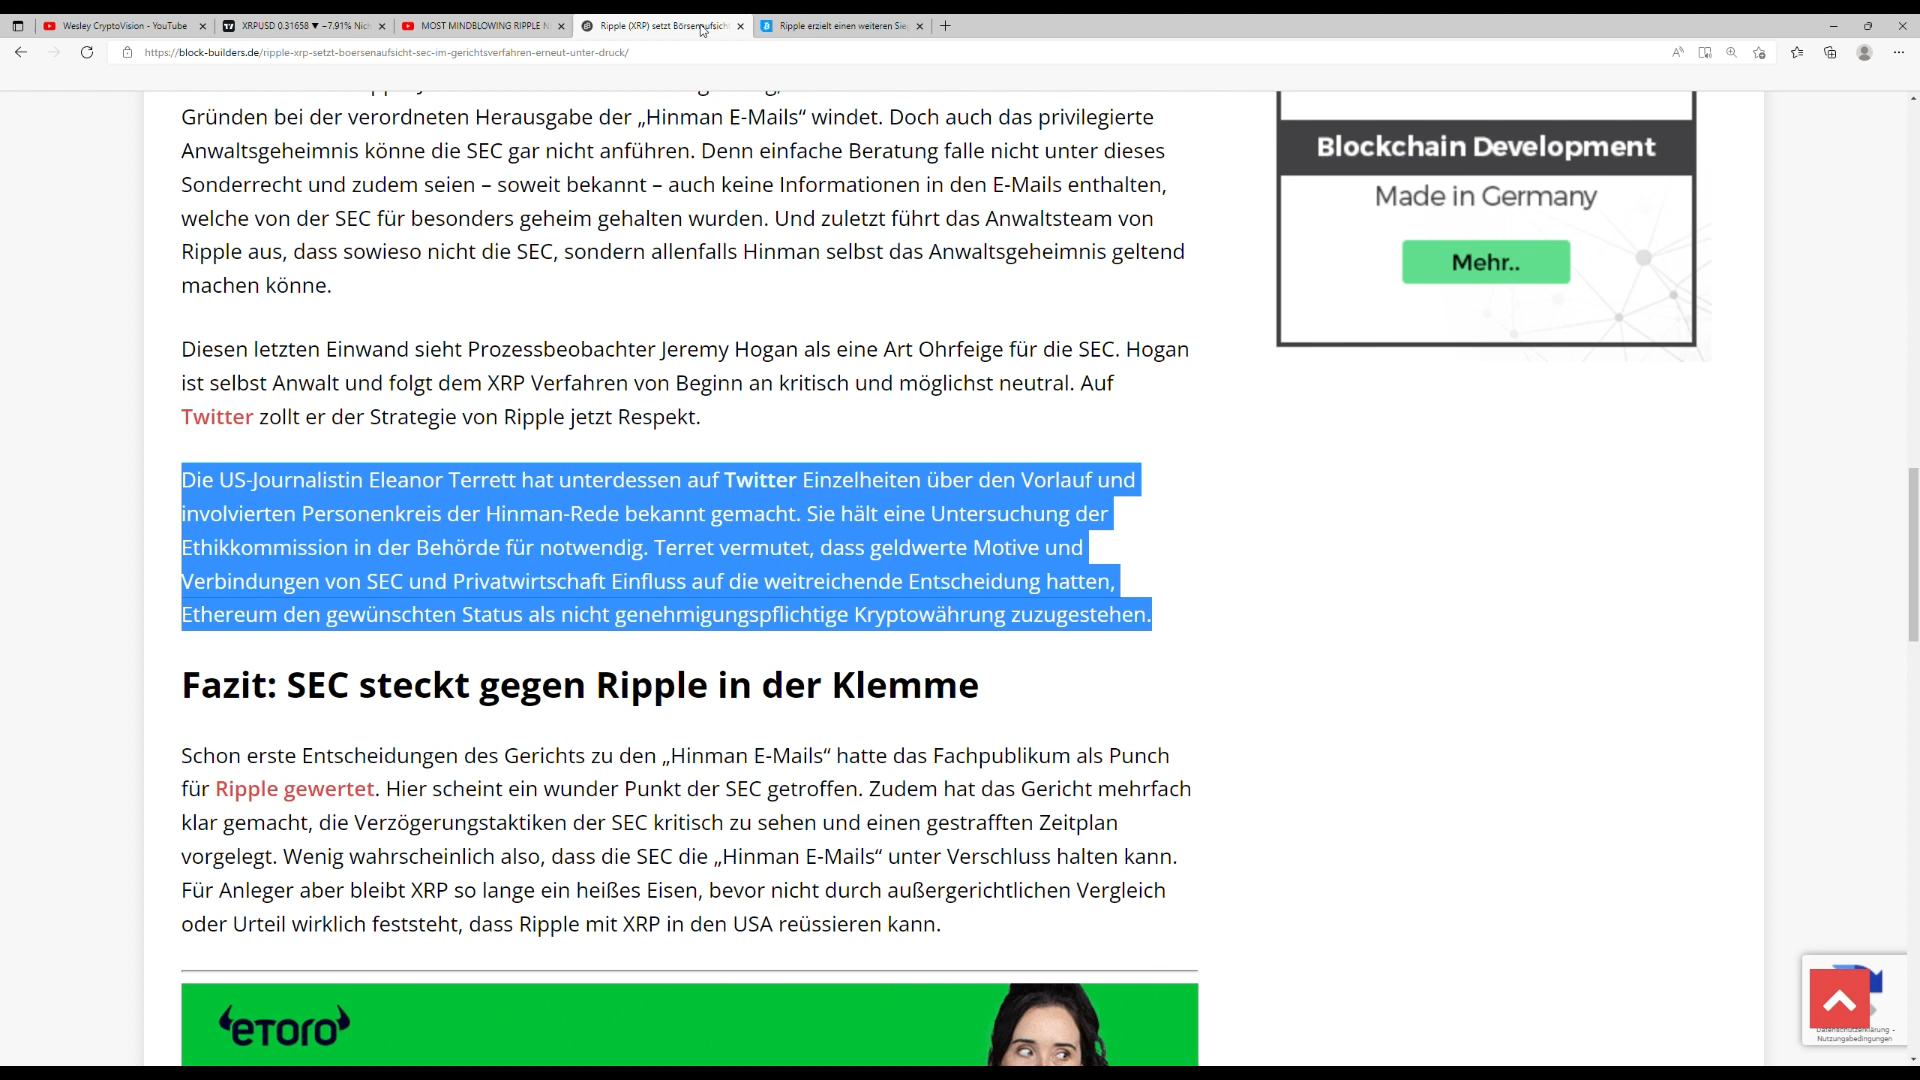 Wesley CryptoVision - YouTube
XRPUSD 0.31658 ▼ −7.91% Nich
MOST MINDBLOWING RIPPLE N
Ripple (XRP) setzt Börsenaufsicht
Ripple erzielt einen weiteren Sie
https://block-builders.de/ripple-xrp-setzt-boersenaufsicht-sec-im-gerichtsverfahren-erneut-unter-druck/
Gründen bei der verordneten Herausgabe der „Hinman E-Mails“ windet. Doch auch das privilegierte
Anwaltsgeheimnis könne die SEC gar nicht anführen. Denn einfache Beratung falle nicht unter dieses
Sonderrecht und zudem seien – soweit bekannt – auch keine Informationen in den E-Mails enthalten,
welche von der SEC für besonders geheim gehalten wurden. Und zuletzt führt das Anwaltsteam von
Ripple aus, dass sowieso nicht die SEC, sondern allenfalls Hinman selbst das Anwaltsgeheimnis geltend
machen könne.
Diesen letzten Einwand sieht Prozessbeobachter Jeremy Hogan als eine Art Ohrfeige für die SEC. Hogan
ist selbst Anwalt und folgt dem XRP Verfahren von Beginn an kritisch und möglichst neutral. Auf
Twitter zollt er der Strategie von Ripple jetzt Respekt.
Die US-Journalistin Eleanor Terrett hat unterdessen auf Twitter Einzelheiten über den Vorlauf und
involvierten Personenkreis der Hinman-Rede bekannt gemacht. Sie hält eine Untersuchung der
Ethikkommission in der Behörde für notwendig. Terret vermutet, dass geldwerte Motive und
Verbindungen von SEC und Privatwirtschaft Einfluss auf die weitreichende Entscheidung hatten,
Ethereum den gewünschten Status als nicht genehmigungspflichtige Kryptowährung zuzugestehen.
Fazit: SEC steckt gegen Ripple in der Klemme
Schon erste Entscheidungen des Gerichts zu den „Hinman E-Mails“ hatte das Fachpublikum als Punch
für Ripple gewertet. Hier scheint ein wunder Punkt der SEC getroffen. Zudem hat das Gericht mehrfach
klar gemacht, die Verzögerungstaktiken der SEC kritisch zu sehen und einen gestrafften Zeitplan
vorgelegt. Wenig wahrscheinlich also, dass die SEC die „Hinman E-Mails“ unter Verschluss halten kann.
Für Anleger aber bleibt XRP so lange ein heißes Eisen, bevor nicht durch außergerichtlichen Vergleich
oder Urteil wirklich feststeht, dass Ripple mit XRP in den USA reüssieren kann.
eToro
Blockchain Development
Made in Germany
Mehr..
Datenschutzerklärung -
Nutzungsbedingungen